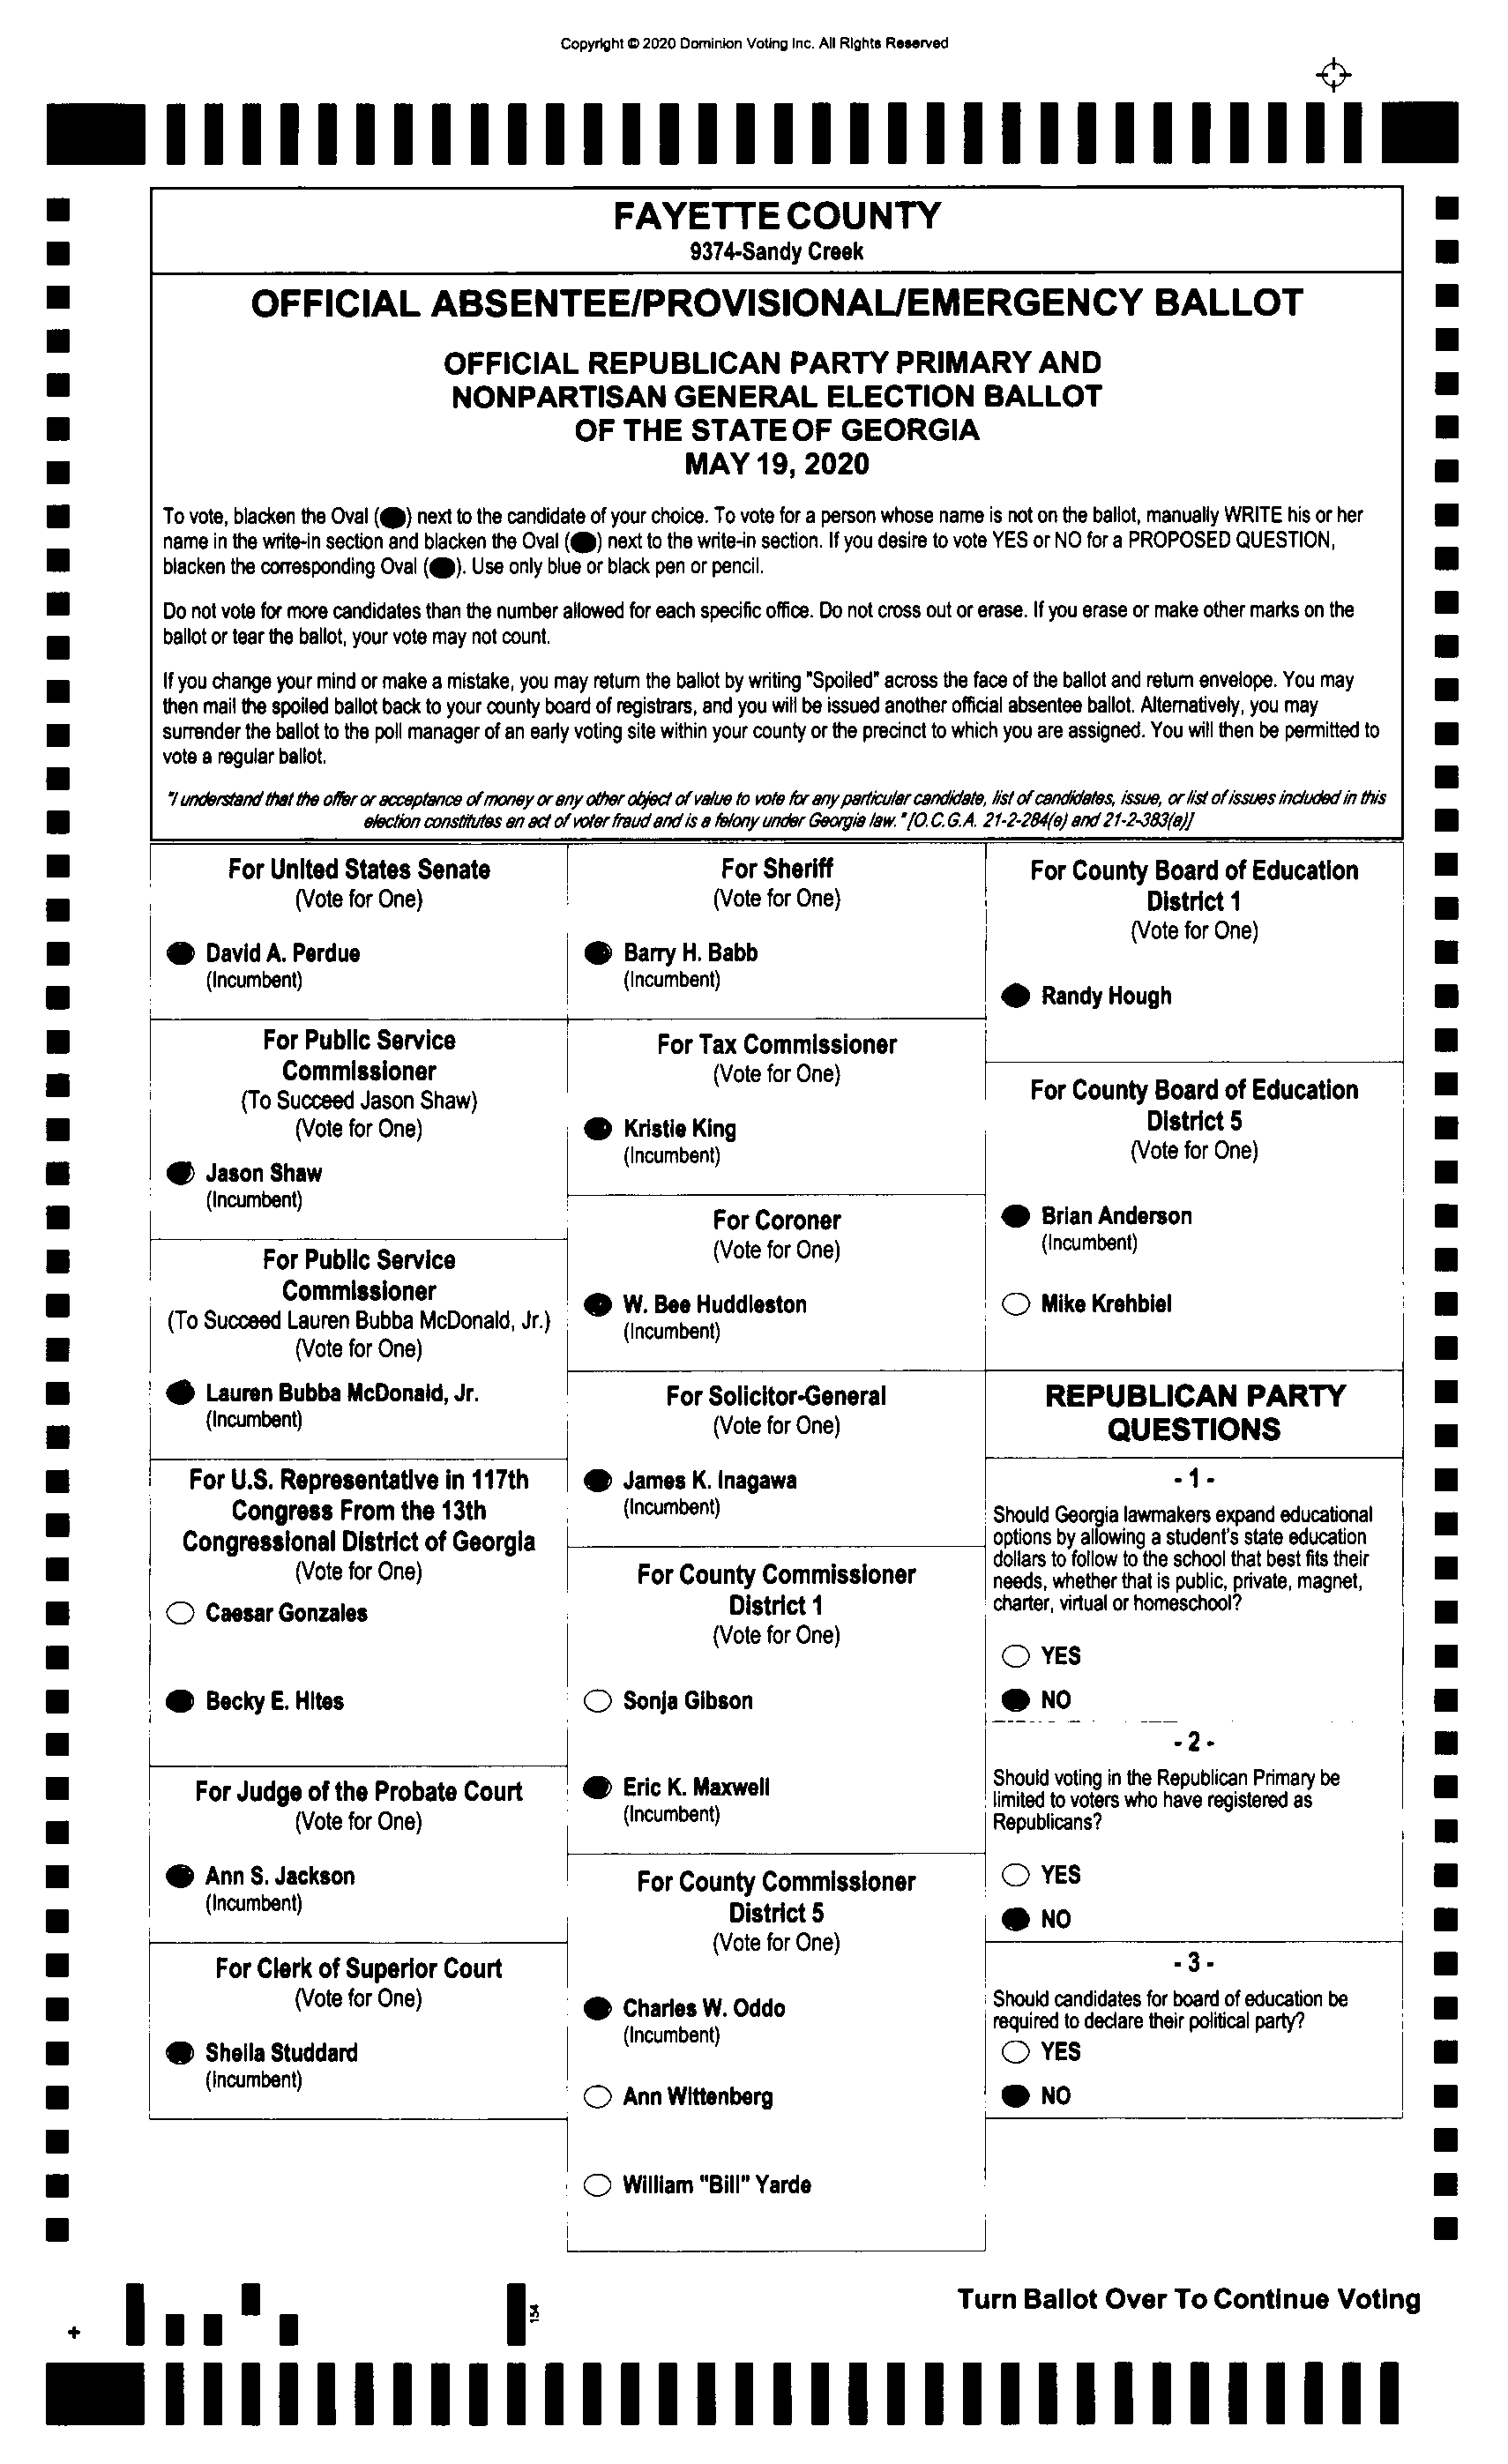 Copyright © 2020 Dominion Voting Inc. All Rights Reserved
FAYETTE COUNTY
9374-Sandy Creek
OFFICIAL ABSENTEE/PROVISIONAL/EMERGENCY BALLOT
OFFICIAL REPUBLICAN PARTY PRIMARY AND
NONPARTISAN GENERAL ELECTION BALLOT
OF THE STATE OF GEORGIA
MAY 19, 2020
To vote, blacken the Oval (●) next to the candidate of your choice. To vote for a person whose name is not on the ballot, manually WRITE his or her
name in the write-in section and blacken the Oval (●) next to the write-in section. If you desire to vote YES or NO for a PROPOSED QUESTION,
blacken the corresponding Oval (●). Use only blue or black pen or pencil.
Do not vote for more candidates than the number allowed for each specific office. Do not cross out or erase. If you erase or make other marks on the
ballot or tear the ballot, your vote may not count.
If you change your mind or make a mistake, you may return the ballot by writing "Spoiled" across the face of the ballot and return envelope. You may
then mail the spoiled ballot back to your county board of registrars, and you will be issued another official absentee ballot. Alternatively, you may
surrender the ballot to the poll manager of an early voting site within your county or the precinct to which you are assigned. You will then be permitted to
vote a regular ballot.
"I understand that the offer or acceptance of money or any other object of value to vote for any particular candidate, list of candidates, issue, or list of issues included in this
election constitutes an act of voter fraud and is a felony under Georgia law." [O.C.G.A. 21-2-284(e) and 21-2-383(a)]
For United States Senate
(Vote for One)
David A. Perdue
(Incumbent)
For Public Service
Commissioner
(To Succeed Jason Shaw)
(Vote for One)
Jason Shaw
(Incumbent)
For Public Service
Commissioner
(To Succeed Lauren Bubba McDonald, Jr.)
(Vote for One)
Lauren Bubba McDonald, Jr.
(Incumbent)
For U.S. Representative in 117th
Congress From the 13th
Congressional District of Georgia
(Vote for One)
Caesar Gonzales
Becky E. Hites
For Judge of the Probate Court
(Vote for One)
Ann S. Jackson
(Incumbent)
For Clerk of Superior Court
(Vote for One)
Sheila Studdard
(Incumbent)
For Sheriff
(Vote for One)
Barry H. Babb
(Incumbent)
For Tax Commissioner
(Vote for One)
Kristie King
(Incumbent)
For Coroner
(Vote for One)
W. Bee Huddleston
(Incumbent)
For Solicitor-General
(Vote for One)
James K. Inagawa
(Incumbent)
For County Commissioner
District 1
(Vote for One)
Sonja Gibson
Eric K. Maxwell
(Incumbent)
For County Commissioner
District 5
(Vote for One)
Charles W. Oddo
(Incumbent)
Ann Wittenberg
William "Bill" Yarde
For County Board of Education
District 1
(Vote for One)
Randy Hough
For County Board of Education
District 5
(Vote for One)
Brian Anderson
(Incumbent)
Mike Krehbiel
REPUBLICAN PARTY
QUESTIONS
- 1 -
Should Georgia lawmakers expand educational
options by allowing a student's state education
dollars to follow to the school that best fits their
needs, whether that is public, private, magnet,
charter, virtual or homeschool?
YES
NO
- 2 -
Should voting in the Republican Primary be
limited to voters who have registered as
Republicans?
YES
NO
- 3 -
Should candidates for board of education be
required to declare their political party?
YES
NO
Turn Ballot Over To Continue Voting
154
+